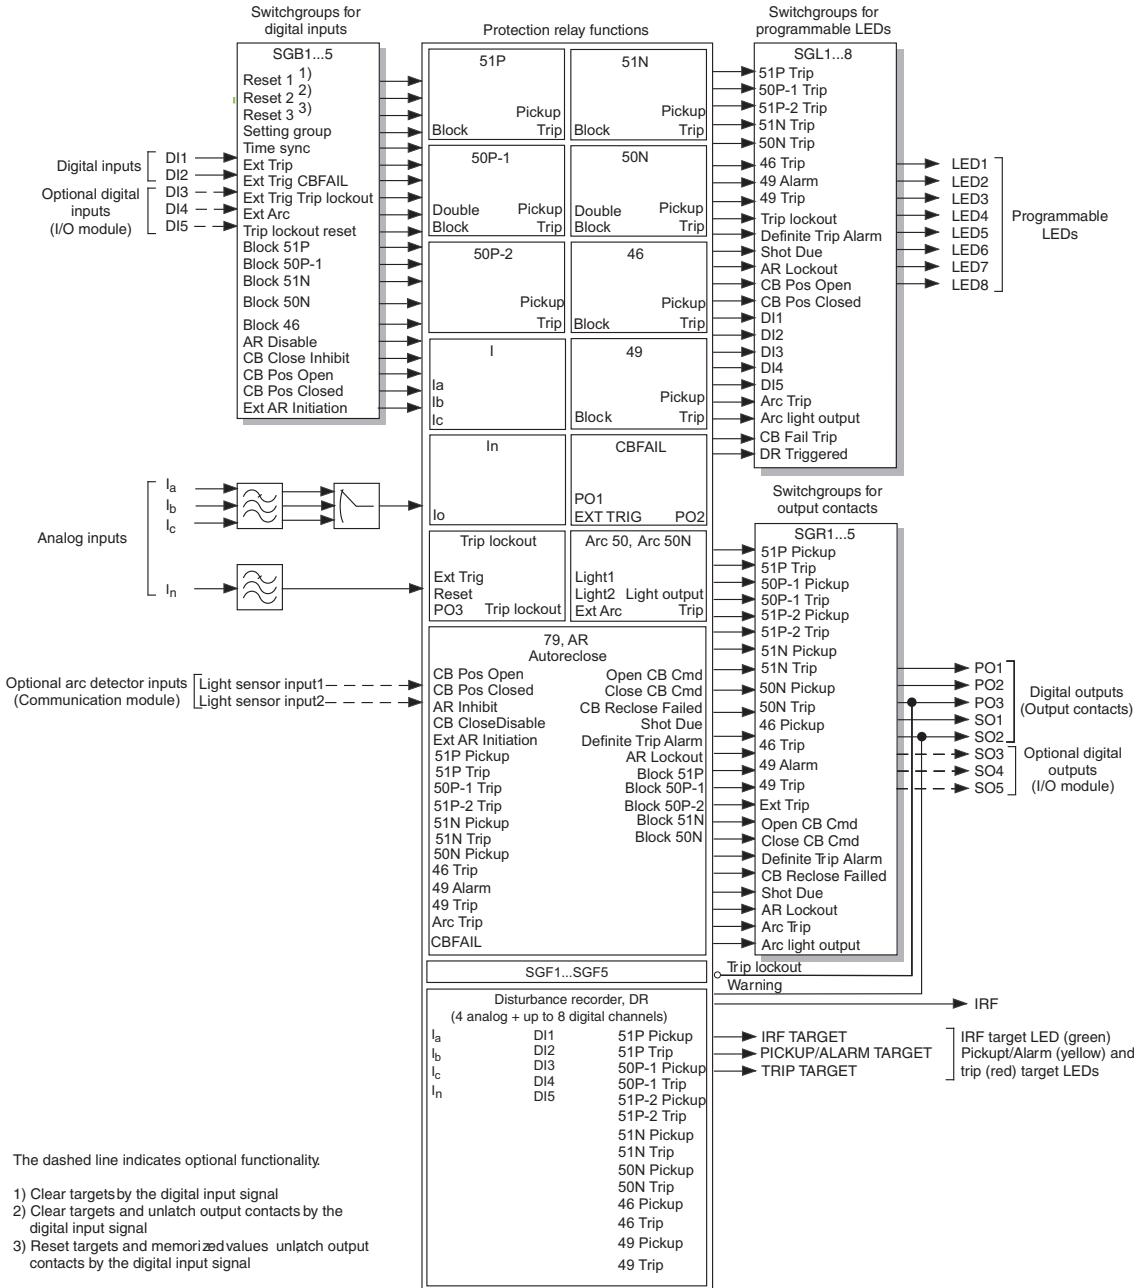 Switchgroups for
digital inputs
SGB1...5
Reset 1 1)
Reset 2 2)
Reset 3 3)
Setting group
Time sync
Ext Trip
Ext Trig CBFAIL
Ext Trig Trip lockout
Ext Arc
Trip lockout reset
Block 51P
Block 50P-1
Block 51N
Block 50N
Block 46
AR Disable
CB Close Inhibit
CB Pos Open
CB Pos Closed
Ext AR Initiation
Digital inputs
DI1
DI2
Optional digital
inputs
(I/O module)
DI3
DI4
DI5
Analog inputs
Ia
Ib
Ic
In
Optional arc detector inputs
(Communication module)
Light sensor input1
Light sensor input2
Protection relay functions
51P
Pickup
Block Trip
51N
Pickup
Block Trip
50P-1
Double Pickup
Block Trip
50N
Double Pickup
Block Trip
50P-2
Pickup
Trip
46
Pickup
Block Trip
I
Ia
Ib
Ic
49
Pickup
Block Trip
In
Io
CBFAIL
PO1
EXT TRIG PO2
Trip lockout
Ext Trig
Reset
PO3 Trip lockout
Arc 50, Arc 50N
Light1
Light2 Light output
Ext Arc Trip
79, AR
Autoreclose
CB Pos Open
CB Pos Closed
AR Inhibit
CB CloseDisable
Ext AR Initiation
51P Pickup
51P Trip
50P-1 Trip
51P-2 Trip
51N Pickup
51N Trip
50N Pickup
46 Trip
49 Alarm
49 Trip
Arc Trip
CBFAIL
Open CB Cmd
Close CB Cmd
CB Reclose Failed
Shot Due
Definite Trip Alarm
AR Lockout
Block 51P
Block 50P-1
Block 50P-2
Block 51N
Block 50N
SGF1...SGF5
Disturbance recorder, DR
(4 analog + up to 8 digital channels)
Ia
Ib
Ic
In
DI1
DI2
DI3
DI4
DI5
51P Pickup
51P Trip
50P-1 Pickup
50P-1 Trip
51P-2 Pickup
51P-2 Trip
51N Pickup
51N Trip
50N Pickup
50N Trip
46 Pickup
46 Trip
49 Pickup
49 Trip
Switchgroups for
programmable LEDs
SGL1...8
51P Trip
50P-1 Trip
51P-2 Trip
51N Trip
50N Trip
46 Trip
49 Alarm
49 Trip
Trip lockout
Definite Trip Alarm
Shot Due
AR Lockout
CB Pos Open
CB Pos Closed
DI1
DI2
DI3
DI4
DI5
Arc Trip
Arc light output
CB Fail Trip
DR Triggered
LED1
LED2
LED3
LED4
LED5
LED6
LED7
LED8
Programmable
LEDs
Switchgroups for
output contacts
SGR1...5
51P Pickup
51P Trip
50P-1 Pickup
50P-1 Trip
51P-2 Pickup
51P-2 Trip
51N Pickup
51N Trip
50N Pickup
50N Trip
46 Pickup
46 Trip
49 Alarm
49 Trip
Ext Trip
Open CB Cmd
Close CB Cmd
Definite Trip Alarm
CB Reclose Failled
Shot Due
AR Lockout
Arc Trip
Arc light output
PO1
PO2
PO3
SO1
SO2
SO3
SO4
SO5
Digital outputs
(Output contacts)
Optional digital
outputs
(I/O module)
Trip lockout
Warning
IRF
IRF TARGET
PICKUP/ALARM TARGET
TRIP TARGET
IRF target LED (green)
Pickupt/Alarm (yellow) and
trip (red) target LEDs
The dashed line indicates optional functionality.
1) Clear targets by the digital input signal
2) Clear targets and unlatch output contacts by the
digital input signal
3) Reset targets and memorized values unlatch output
contacts by the digital input signal